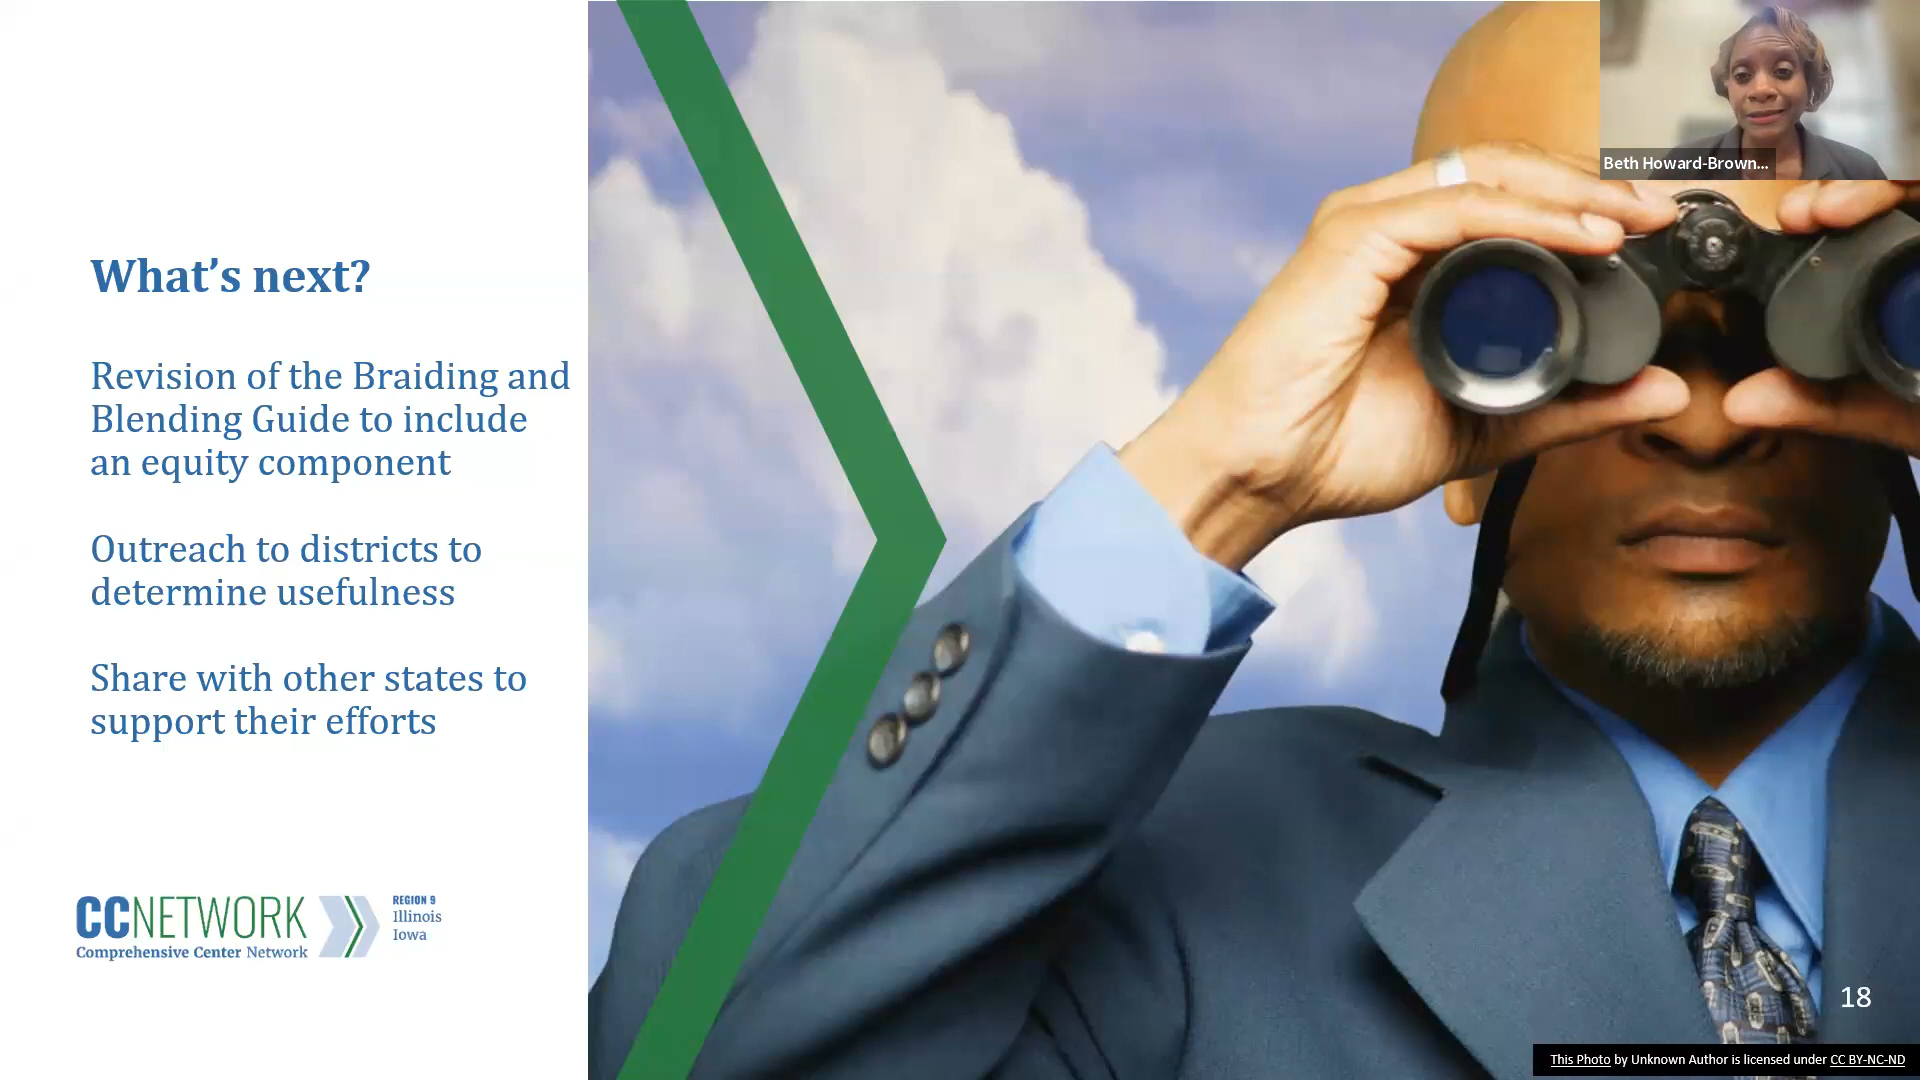 What's next?
Revision of the Braiding and
Blending Guide to include
an equity component
Outreach to districts to
determine usefulness
Share with other states to
support their efforts
CCNETWORK
Comprehensive Center Network
REGION 9
Illinois
Iowa
Beth Howard-Brown...
18
This Photo by Unknown Author is licensed under CC BY-NC-ND